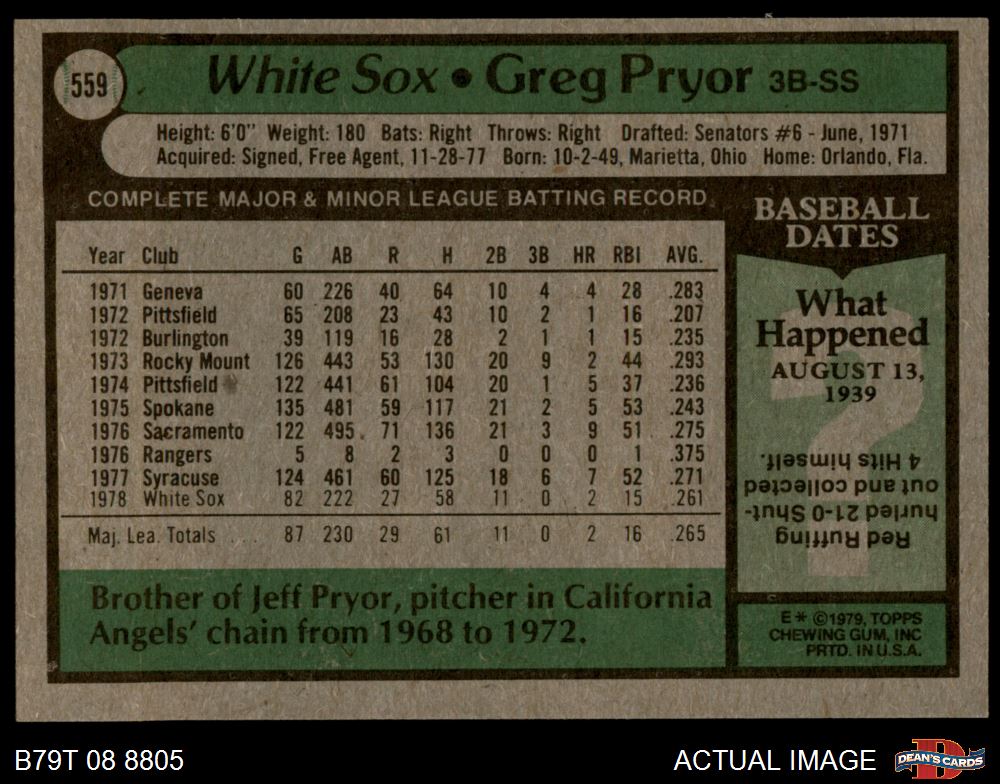 559
White Sox • Greg Pryor 3B-SS
Height: 6'0" Weight: 180 Bats: Right Throws: Right Drafted: Senators #6 - June, 1971
Acquired: Signed, Free Agent, 11-28-77 Born: 10-2-49, Marietta, Ohio Home: Orlando, Fla.
COMPLETE MAJOR & MINOR LEAGUE BATTING RECORD
Year Club G AB R H 2B 3B HR RBI AVG.
1971 Geneva 60 226 40 64 10 4 4 28 .283
1972 Pittsfield 65 208 23 43 10 2 1 16 .207
1972 Burlington 39 119 16 28 2 1 1 15 .235
1973 Rocky Mount 126 443 53 130 20 9 2 44 .293
1974 Pittsfield 122 441 61 104 20 1 5 37 .236
1975 Spokane 135 481 59 117 21 2 5 53 .243
1976 Sacramento 122 495 71 136 21 3 9 51 .275
1976 Rangers 5 8 2 3 0 0 0 1 .375
1977 Syracuse 124 461 60 125 18 6 7 52 .271
1978 White Sox 82 222 27 58 11 0 2 15 .261
Maj. Lea. Totals ... 87 230 29 61 11 0 2 16 .265
Brother of Jeff Pryor, pitcher in California
Angels' chain from 1968 to 1972.
BASEBALL
DATES
What
Happened
AUGUST 13,
1939
?
Red Ruffing
hurled 21-0 Shut-
out and collected
4 Hits himself.
E* ©1979, TOPPS
CHEWING GUM, INC
PRTD. IN U.S.A.
B79T 08 8805
ACTUAL IMAGE
D
DEAN'S CARDS